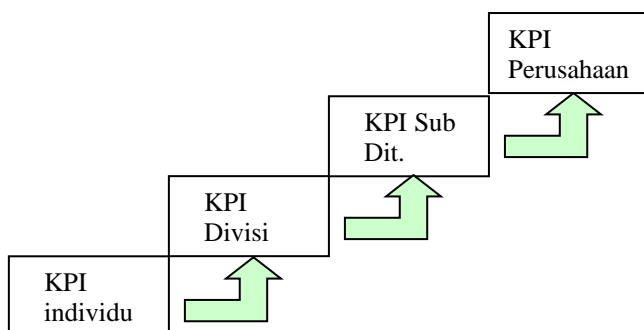 KPI
Perusahaan
KPI Sub
Dit.
KPI
Divisi
KPI
individu